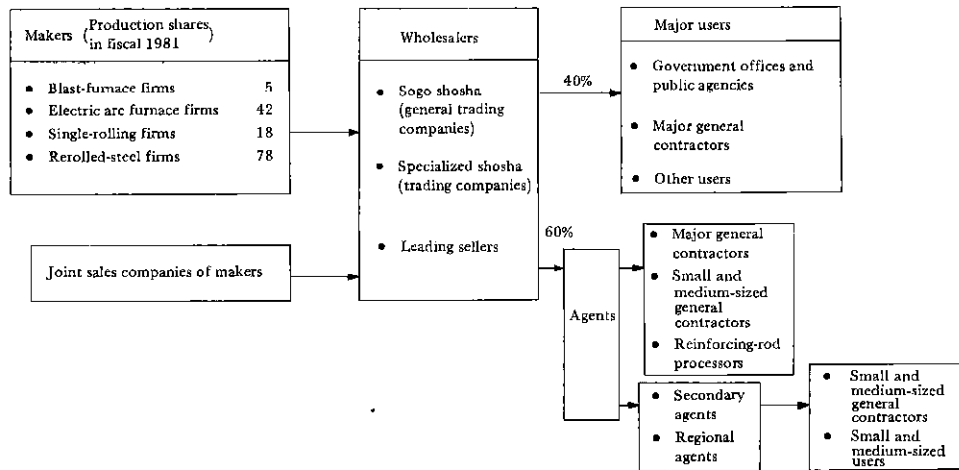 Makers (Production shares
in fiscal 1981)
• Blast-furnace firms 5
• Electric arc furnace firms 42
• Single-rolling firms 18
• Rerolled-steel firms 78
Joint sales companies of makers
Wholesalers
• Sogo shosha
(general trading
companies)
• Specialized shosha
(trading companies)
• Leading sellers
40%
60%
Major users
• Government offices and
public agencies
• Major general
contractors
• Other users
Agents
• Major general
contractors
• Small and
medium-sized
general
contractors
• Reinforcing-rod
processors
• Secondary
agents
• Regional
agents
• Small and
medium-sized
general
contractors
• Small and
medium-sized
users